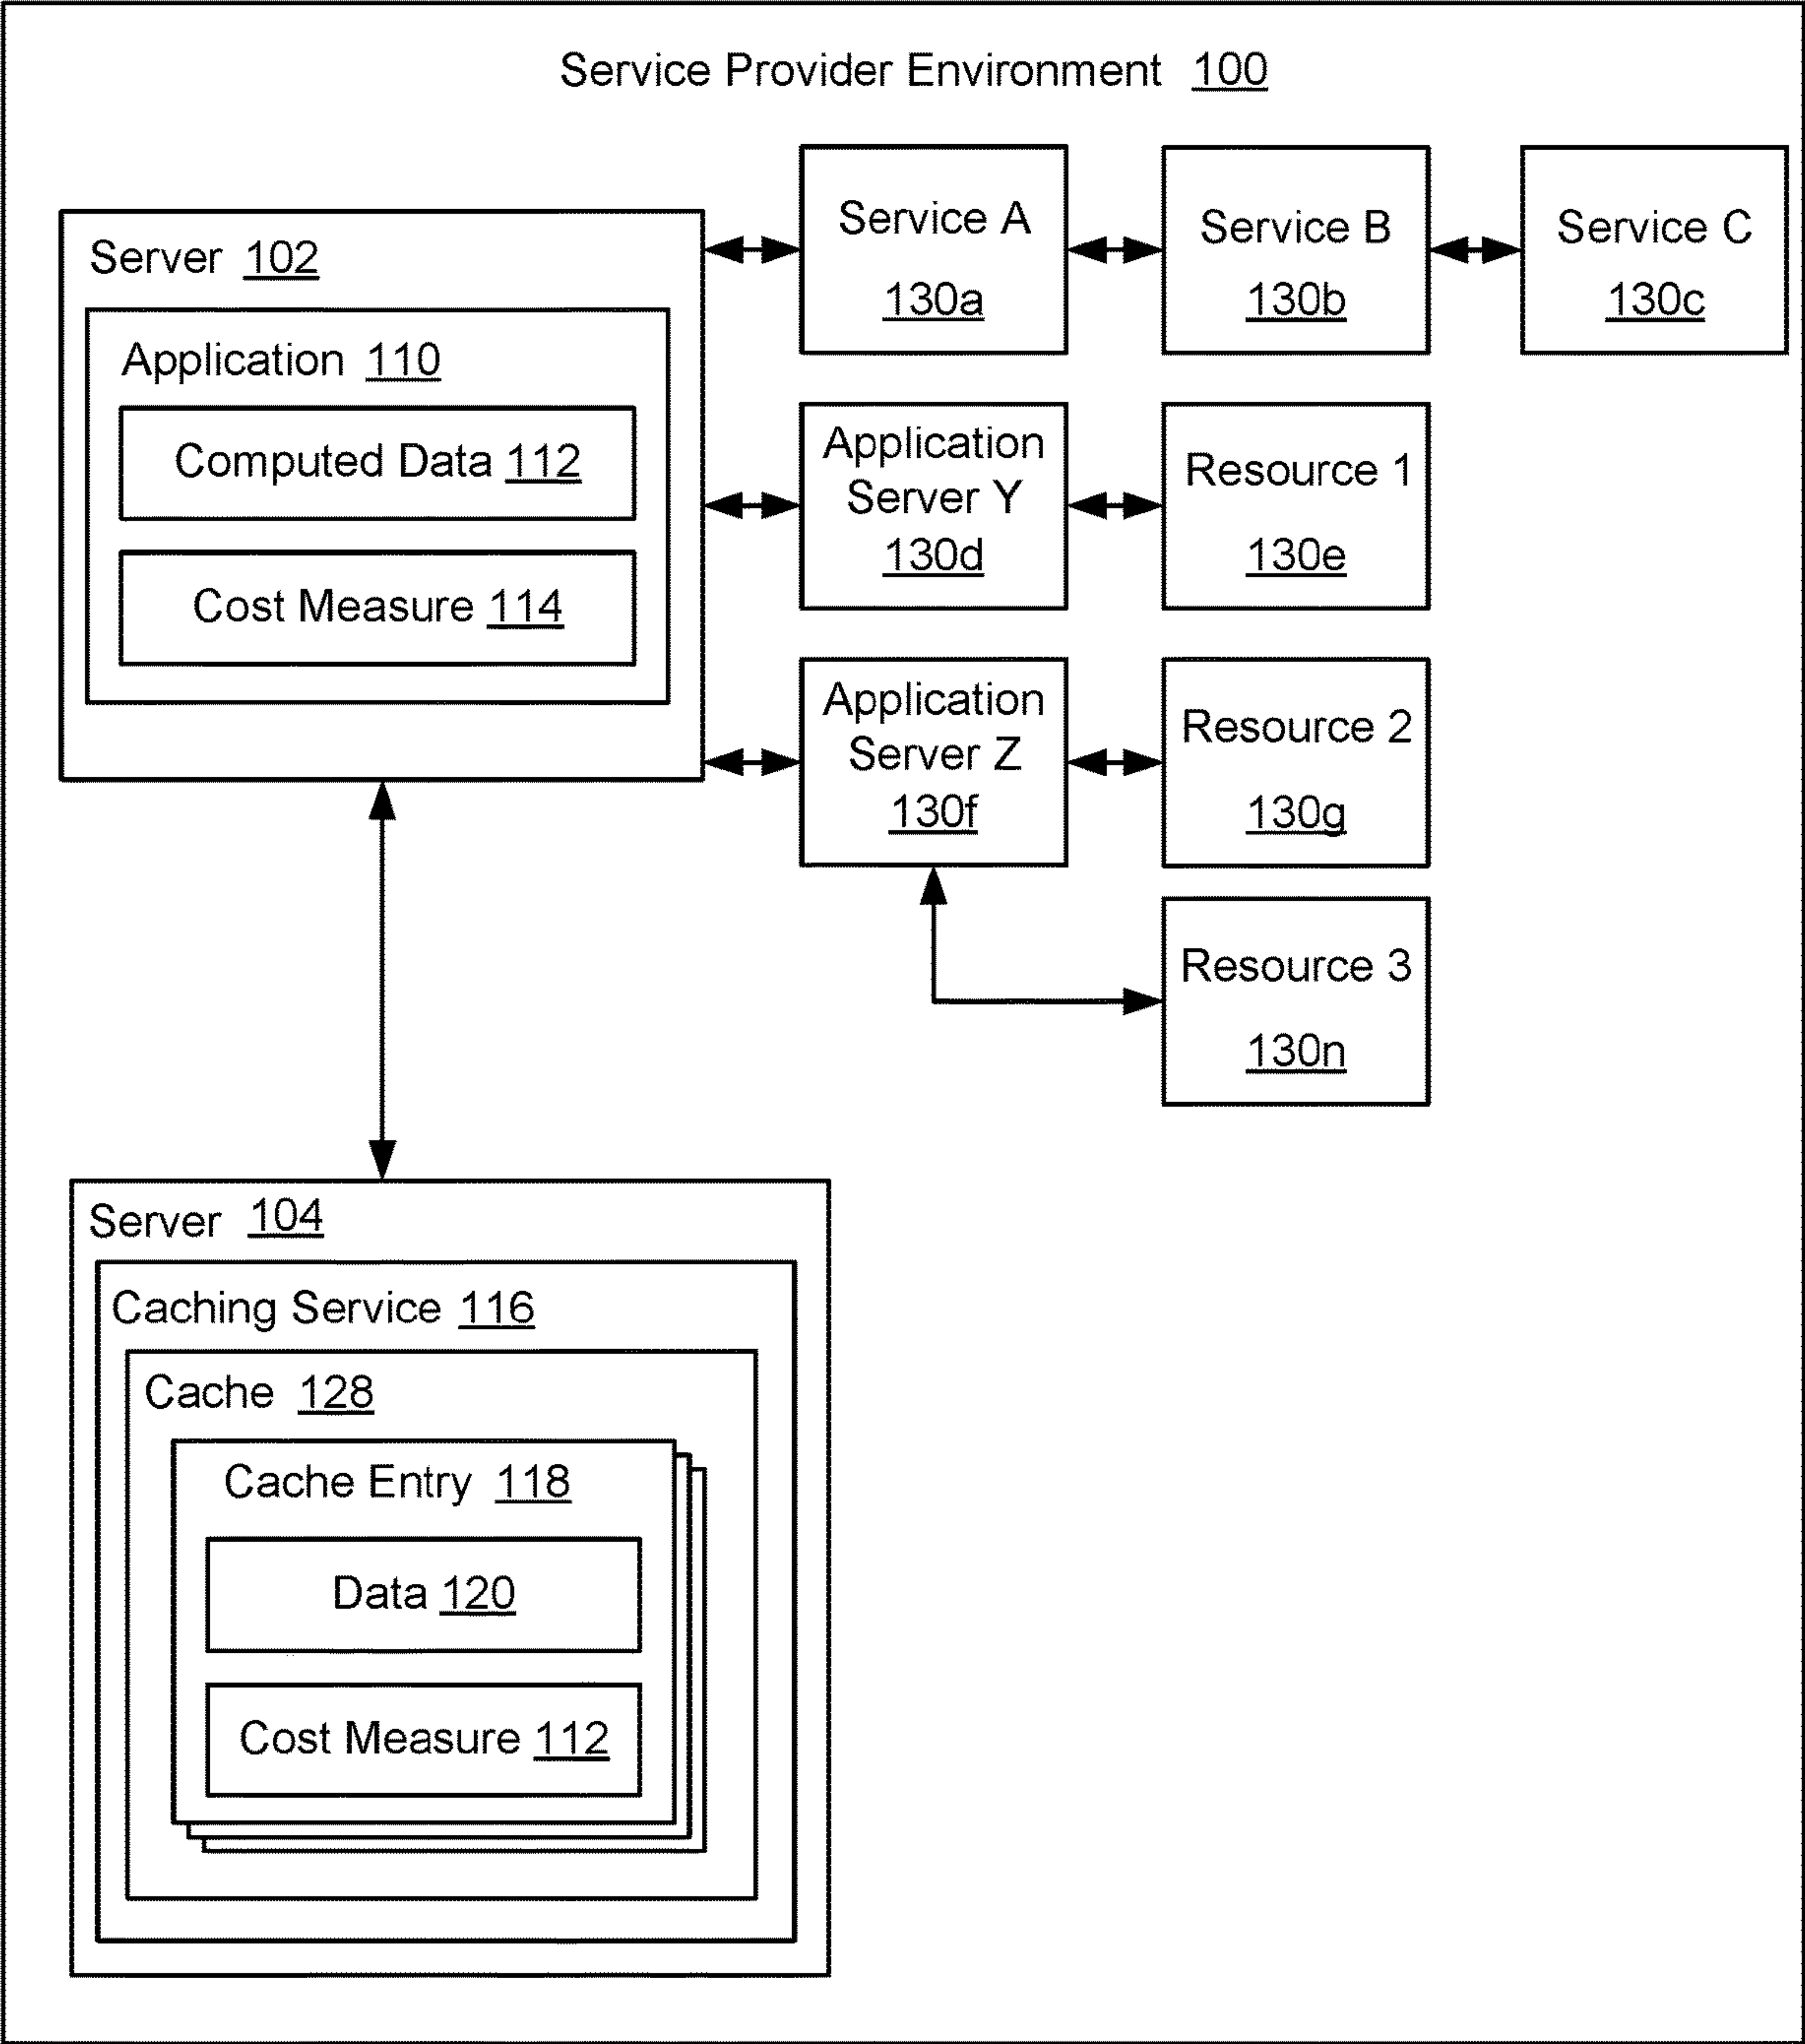 Service Provider Environment 100
Server 102
Application 110
Computed Data 112
Cost Measure 114
Service A
130a
Service B
130b
Service C
130c
Application
Server Y
130d
Resource 1
130e
Application
Server Z
130f
Resource 2
130g
Resource 3
130n
Server 104
Caching Service 116
Cache 128
Cache Entry 118
Data 120
Cost Measure 112